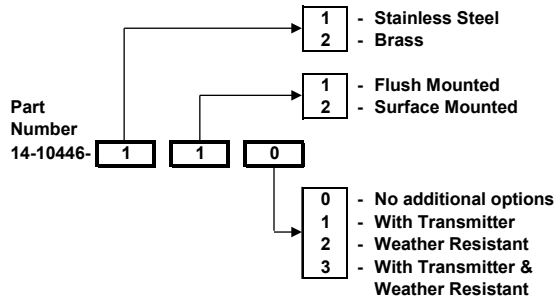 1 - Stainless Steel
2 - Brass
1 - Flush Mounted
2 - Surface Mounted
Part
Number
14-10446- 1 1 0
0 - No additional options
1 - With Transmitter
2 - Weather Resistant
3 - With Transmitter &
Weather Resistant